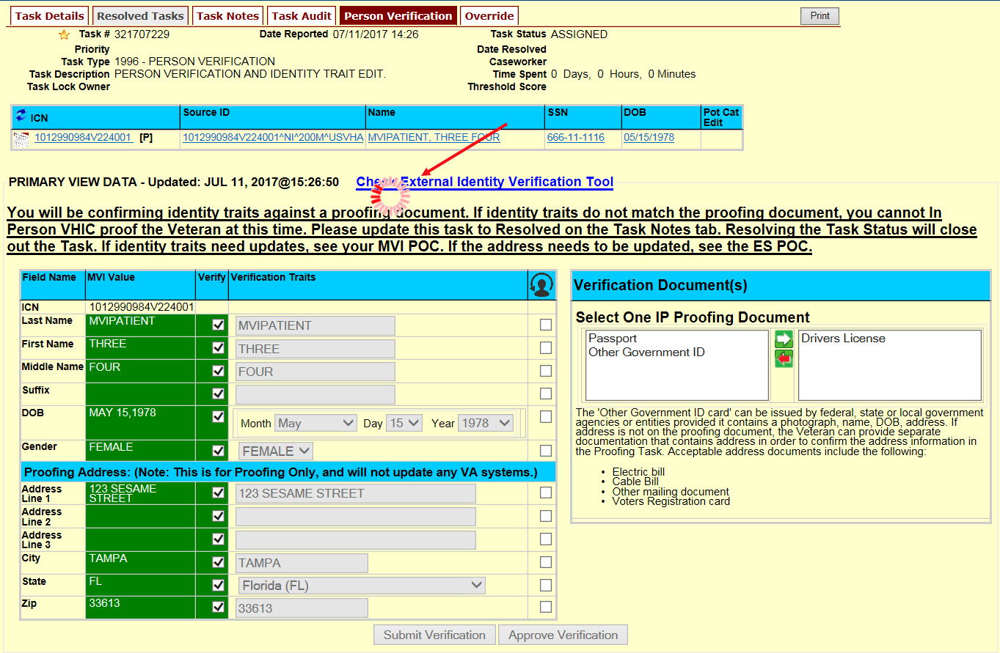 Task Details Resolved Tasks Task Notes Task Audit Person Verification Override Print
Task # 321707229 Date Reported 07/11/2017 14:26 Task Status ASSIGNED
Priority Date Resolved
Task Type 1996 - PERSON VERIFICATION Caseworker
Task Description PERSON VERIFICATION AND IDENTITY TRAIT EDIT. Time Spent 0 Days, 0 Hours, 0 Minutes
Task Lock Owner Threshold Score
ICN Source ID Name SSN DOB Pot Cat Edit
1012990984V224001 [P] 1012990984V224001^NI^200M^USVHA MVIPATIENT, THREE FOUR 666-11-1116 05/15/1978
PRIMARY VIEW DATA - Updated: JUL 11, 2017@15:26:50 Check External Identity Verification Tool
You will be confirming identity traits against a proofing document. If identity traits do not match the proofing document, you cannot In
Person VHIC proof the Veteran at this time. Please update this task to Resolved on the Task Notes tab. Resolving the Task Status will close
out the Task. If identity traits need updates, see your MVI POC. If the address needs to be updated, see the ES POC.
Field Name MVI Value Verify Verification Traits
ICN 1012990984V224001
Last Name MVIPATIENT MVIPATIENT
First Name THREE THREE
Middle Name FOUR FOUR
Suffix
DOB MAY 15,1978 Month May Day 15 Year 1978
Gender FEMALE FEMALE
Proofing Address: (Note: This is for Proofing Only, and will not update any VA systems.)
Address Line 1 123 SESAME STREET 123 SESAME STREET
Address Line 2
Address Line 3
City TAMPA TAMPA
State FL Florida (FL)
Zip 33613 33613
Submit Verification Approve Verification
Verification Document(s)
Select One IP Proofing Document
Passport Drivers License
Other Government ID
The 'Other Government ID card' can be issued by federal, state or local government
agencies or entities provided it contains a photograph, name, DOB, address. If
address is not on the proofing document, the Veteran can provide separate
documentation that contains address in order to confirm the address information in
the Proofing Task. Acceptable address documents include the following:
• Electric bill
• Cable Bill
• Other mailing document
• Voters Registration card